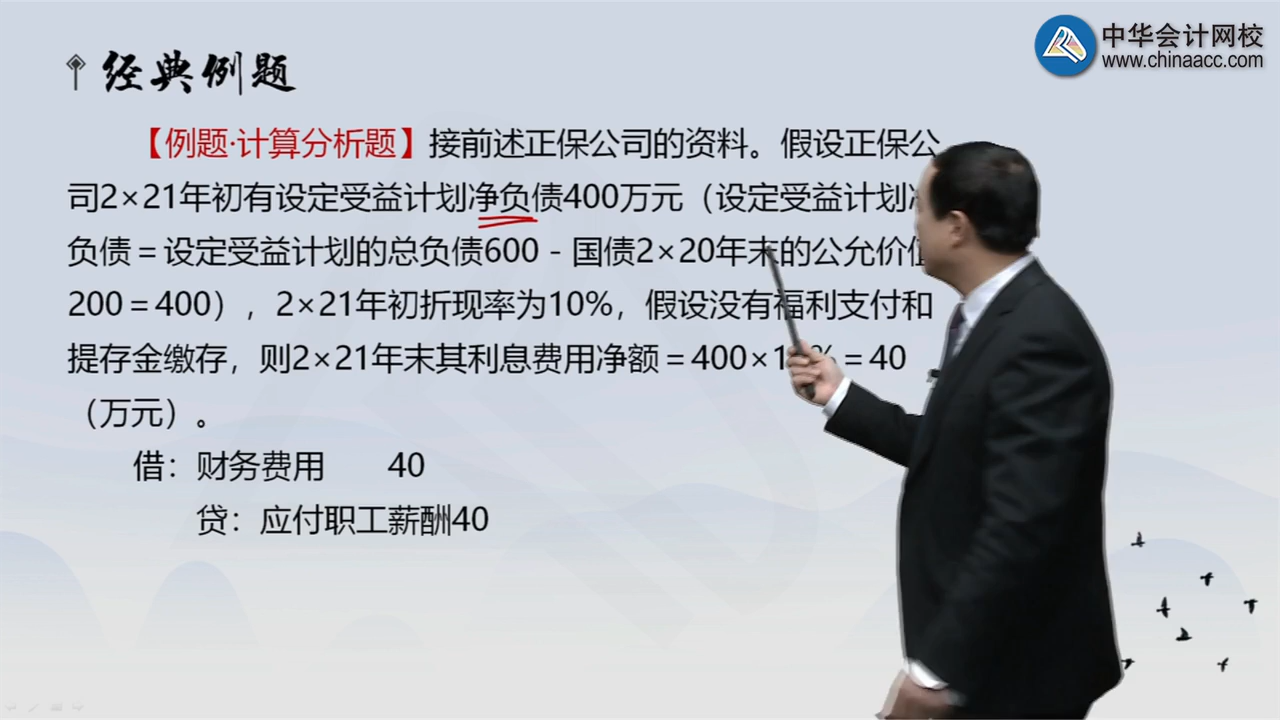 中华会计网校
www.chinaacc.com
经典例题
【例题·计算分析题】接前述正保公司的资料。假设正保公
司2×21年初有设定受益计划净负债400万元（设定受益计划
负债＝设定受益计划的总负债600－国债2×20年末的公允价值
200＝400），2×21年初折现率为10%，假设没有福利支付和
提存金缴存，则2×21年末其利息费用净额＝400×1 %＝40
（万元）。
借：财务费用 40
贷：应付职工薪酬40